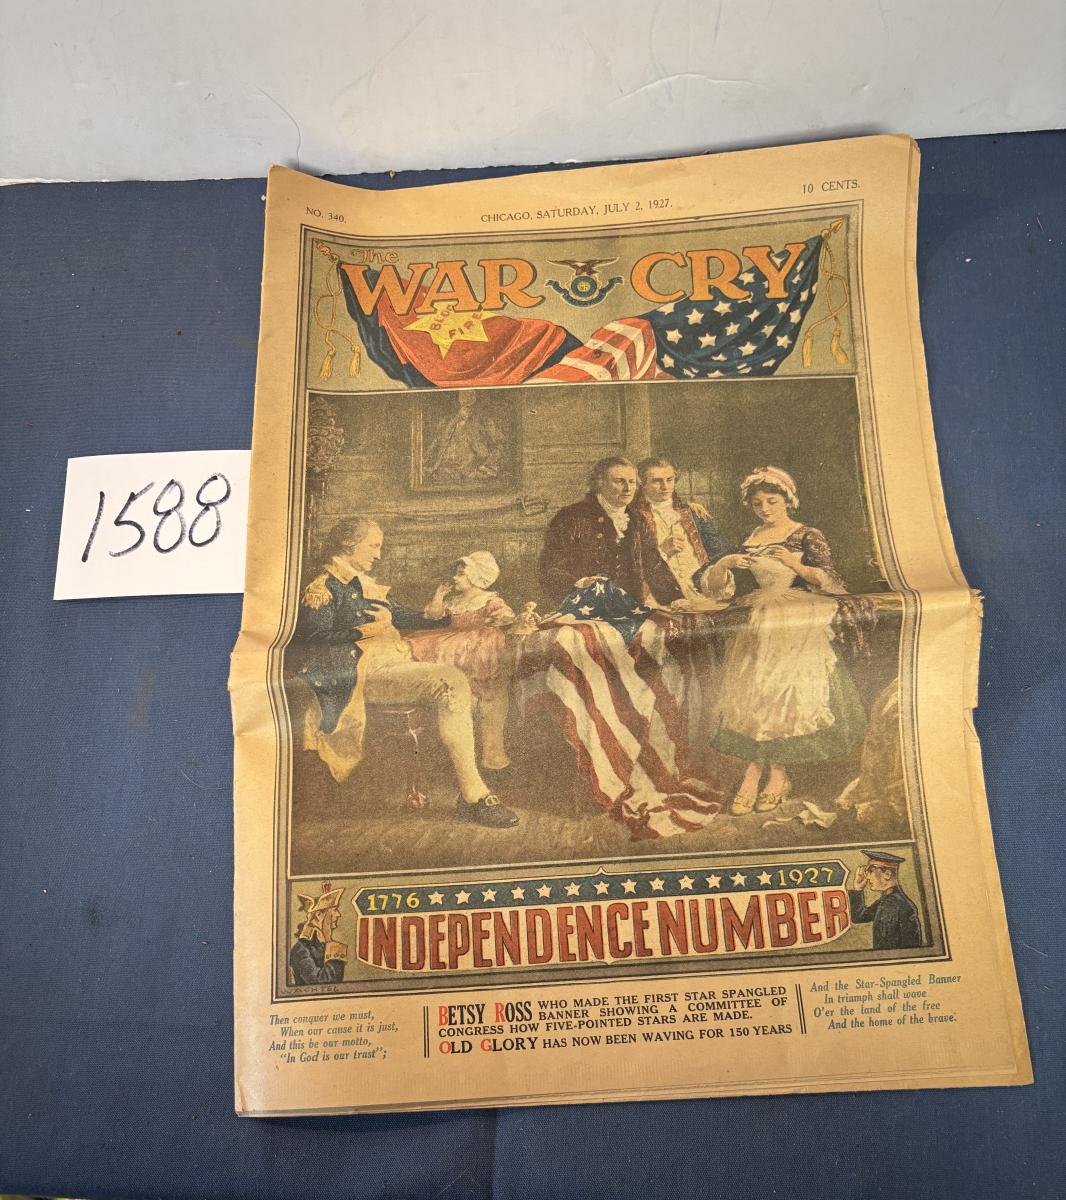 NO. 340.
CHICAGO, SATURDAY, JULY 2, 1927.
10 CENTS.
The
WAR CRY
FIRE
1588
1776
1927
INDEPENDENCE NUMBER
WACHTEL
Then conquer we must,
When our cause it is just,
And this be our motto,
"In God is our trust";
BETSY ROSS WHO MADE THE FIRST STAR SPANGLED
BANNER SHOWING A COMMITTEE OF
CONGRESS HOW FIVE-POINTED STARS ARE MADE.
OLD GLORY HAS NOW BEEN WAVING FOR 150 YEARS
And the Star-Spangled Banner
In triumph shall wave
O'er the land of the free
And the home of the brave.